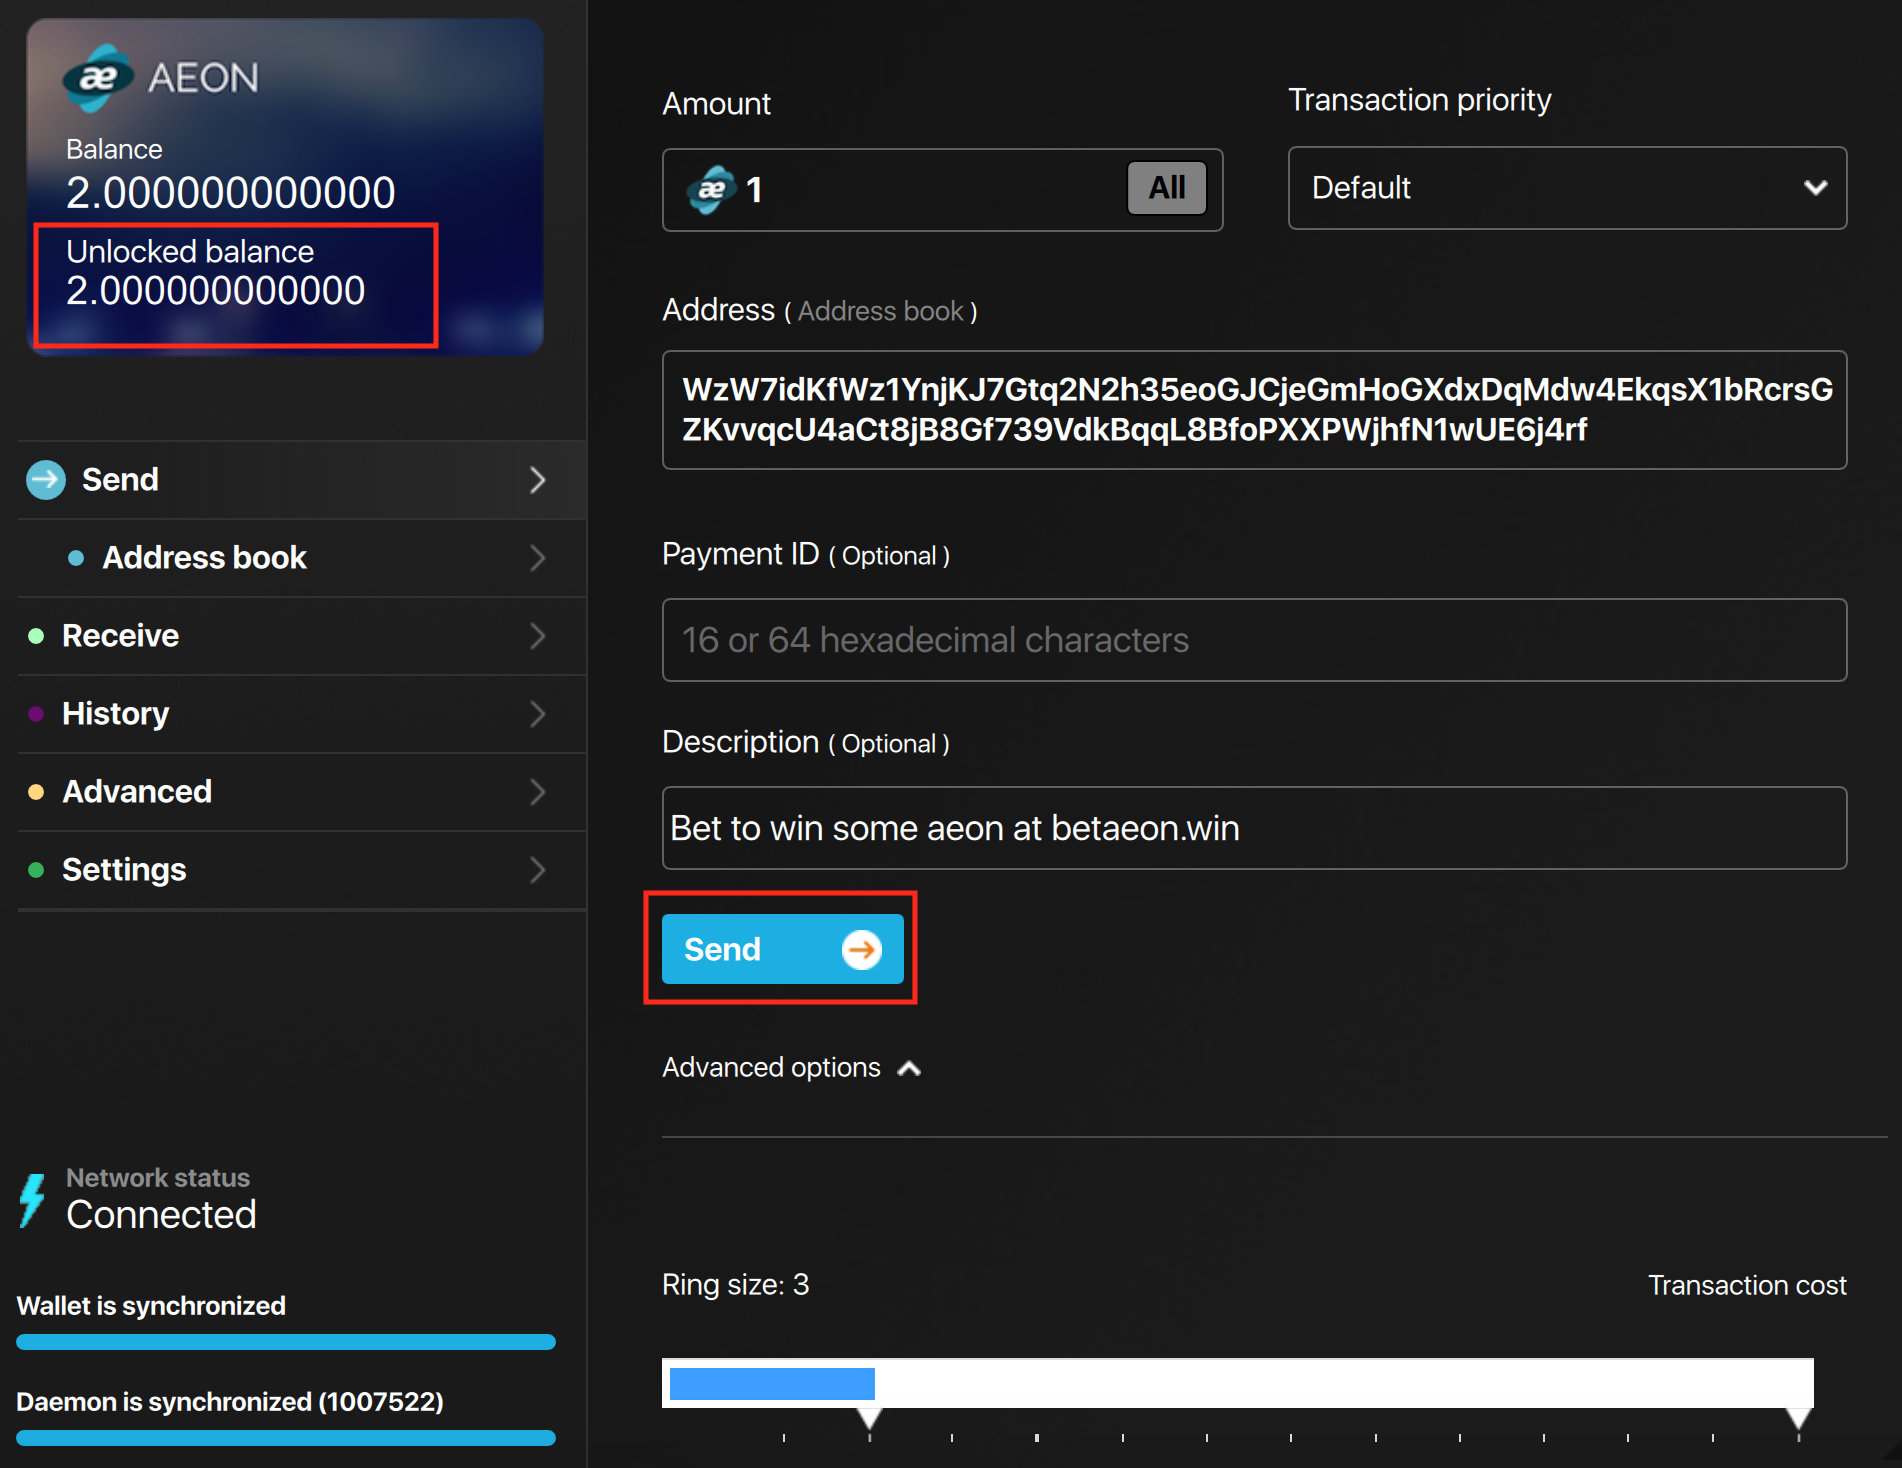 æ AEON
Balance
2.000000000000
Unlocked balance
2.000000000000
Send
Address book
Receive
History
Advanced
Settings
Network status
Connected
Wallet is synchronized
Daemon is synchronized (1007522)
Amount
æ 1
All
Transaction priority
Default
Address ( Address book )
WzW7idKfWz1YnjKJ7Gtq2N2h35eoGJCjeGmHoGXdxDqMdw4EkqsX1bRcrsG
ZKvvqcU4aCt8jB8Gf739VdkBqqL8BfoPXXPWjhfN1wUE6j4rf
Payment ID ( Optional )
16 or 64 hexadecimal characters
Description ( Optional )
Bet to win some aeon at betaeon.win
Send
Advanced options
Ring size: 3
Transaction cost